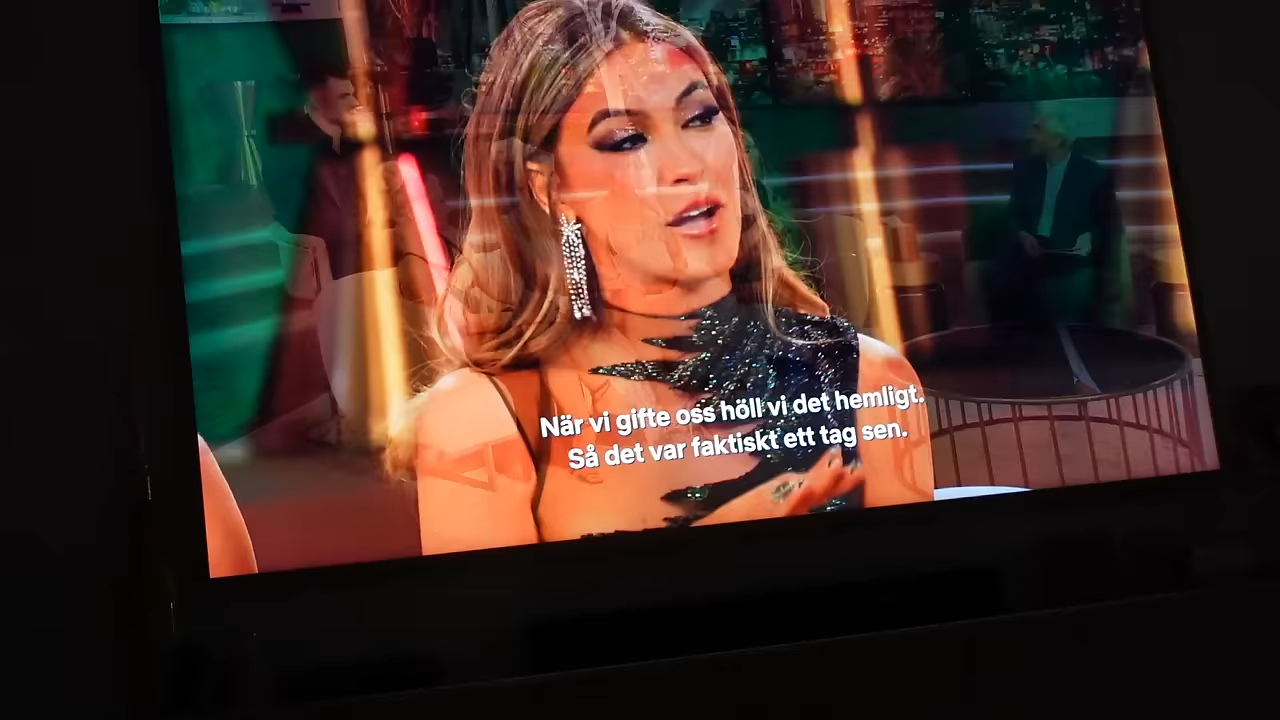 När vi gifte oss höll vi det hemligt.
Så det var faktiskt ett tag sen.